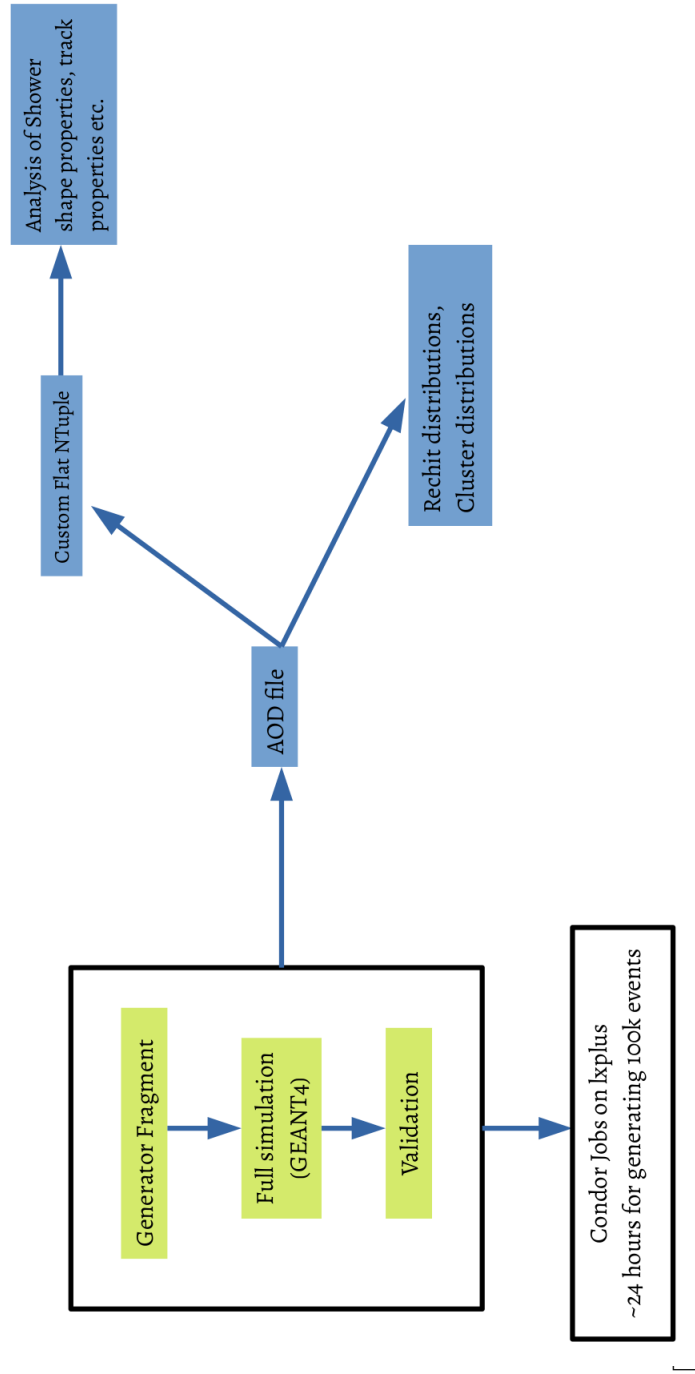 Generator Fragment
Full simulation
(GEANT4)
Validation
Condor Jobs on lxplus
~24 hours for generating 100k events
AOD file
Custom Flat NTuple
Analysis of Shower
shape properties, track
properties etc.
Rechit distributions,
Cluster distributions